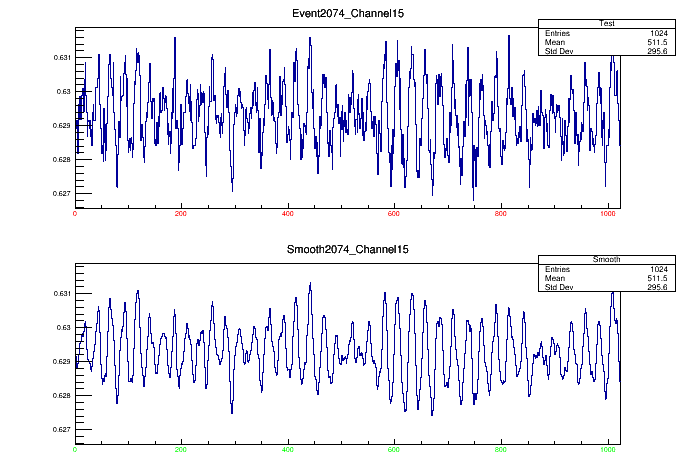 Event2074_Channel15
Test
Entries 1024
Mean 511.5
Std Dev 295.6
0.631
0.63
0.629
0.628
0.627
0 200 400 600 800 1000
Smooth2074_Channel15
Smooth
Entries 1024
Mean 511.5
Std Dev 295.6
0.631
0.63
0.629
0.628
0.627
0 200 400 600 800 1000